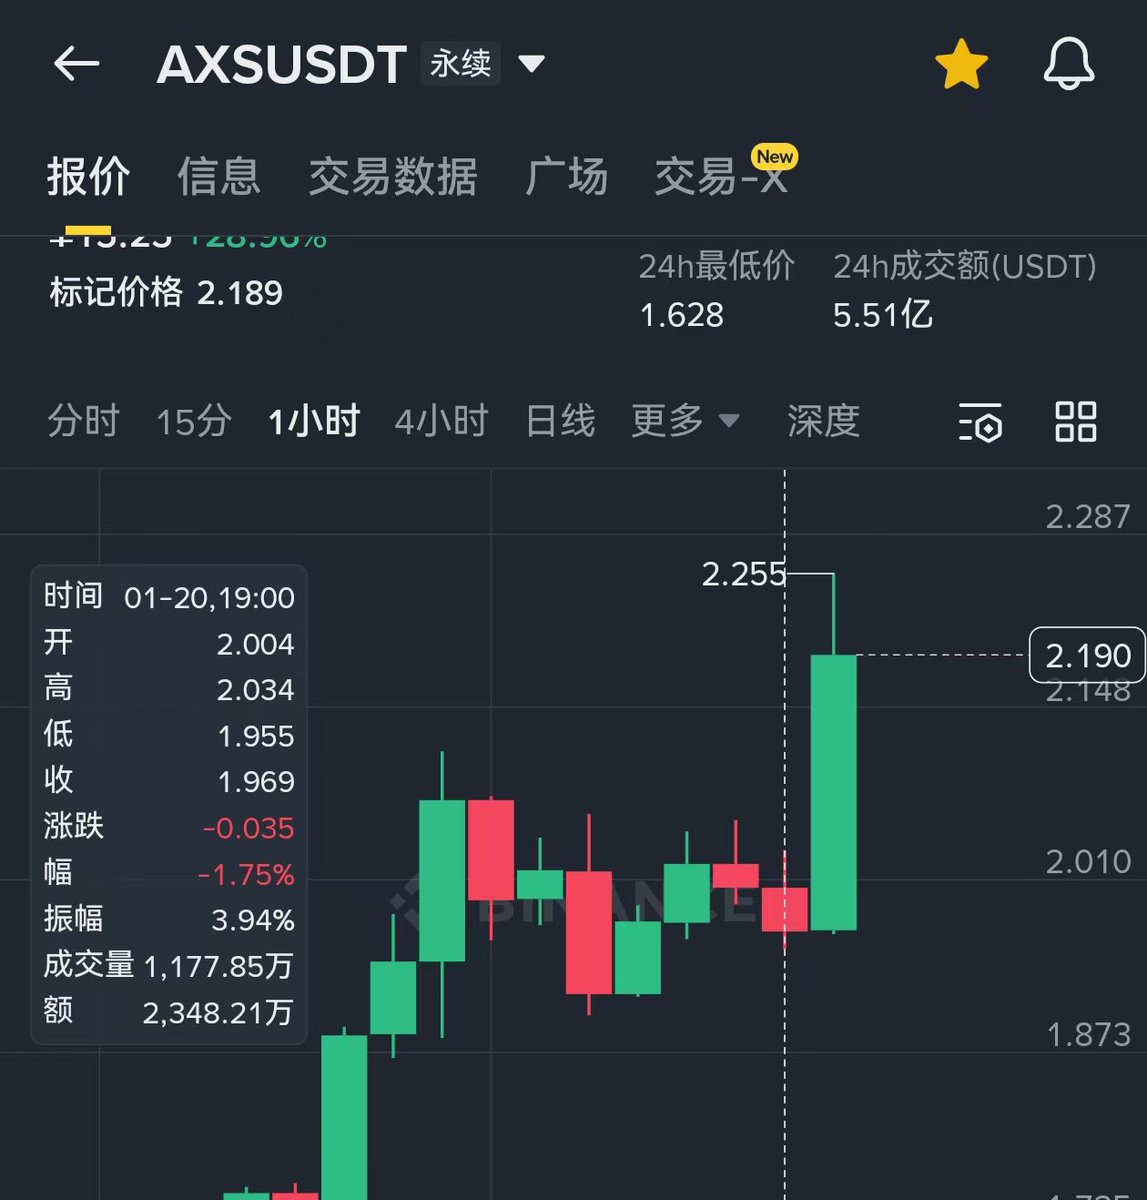 AXSUSDT 永续
报价 信息 交易数据 广场 交易-X New
+28.96%
标记价格 2.189
24h最低价 24h成交额(USDT)
1.628 5.51亿
分时 15分 1小时 4小时 日线 更多 深度
2.287
2.255
2.190
2.148
2.010
1.873
时间 01-20,19:00
开 2.004
高 2.034
低 1.955
收 1.969
涨跌 -0.035
幅 -1.75%
振幅 3.94%
成交量 1,177.85万
额 2,348.21万
BINANCE